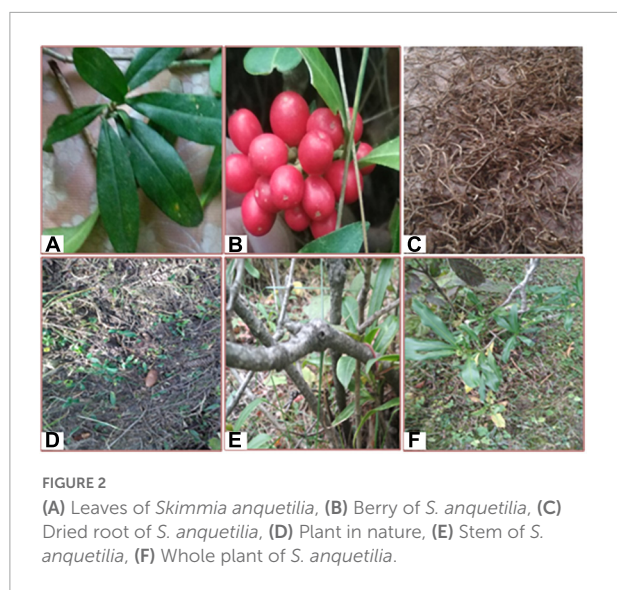 A
B
C
D
E
F
FIGURE 2
(A) Leaves of Skimmia anquetilia, (B) Berry of S. anquetilia, (C)
Dried root of S. anquetilia, (D) Plant in nature, (E) Stem of S.
anquetilia, (F) Whole plant of S. anquetilia.